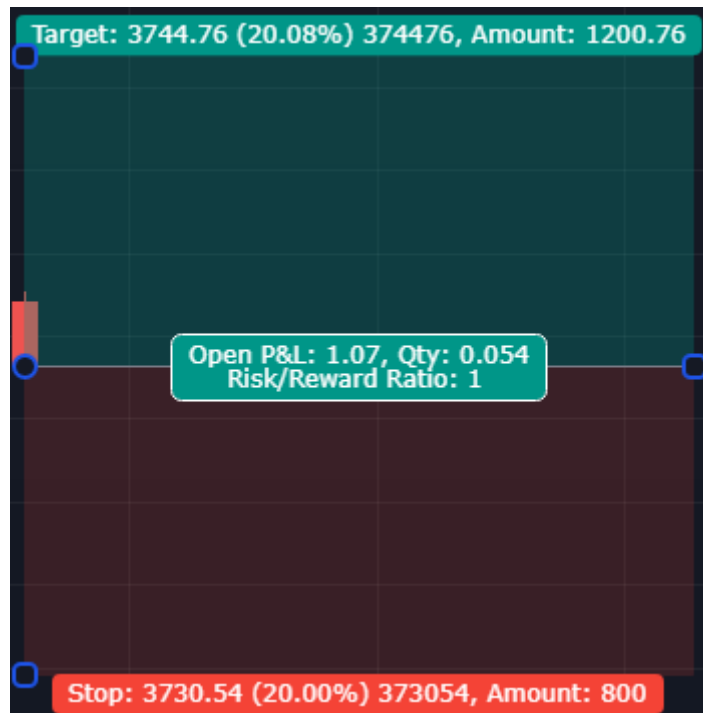 Target: 3744.76 (20.08%) 374476, Amount: 1200.76
Open P&L: 1.07, Qty: 0.054
Risk/Reward Ratio: 1
Stop: 3730.54 (20.00%) 373054, Amount: 800